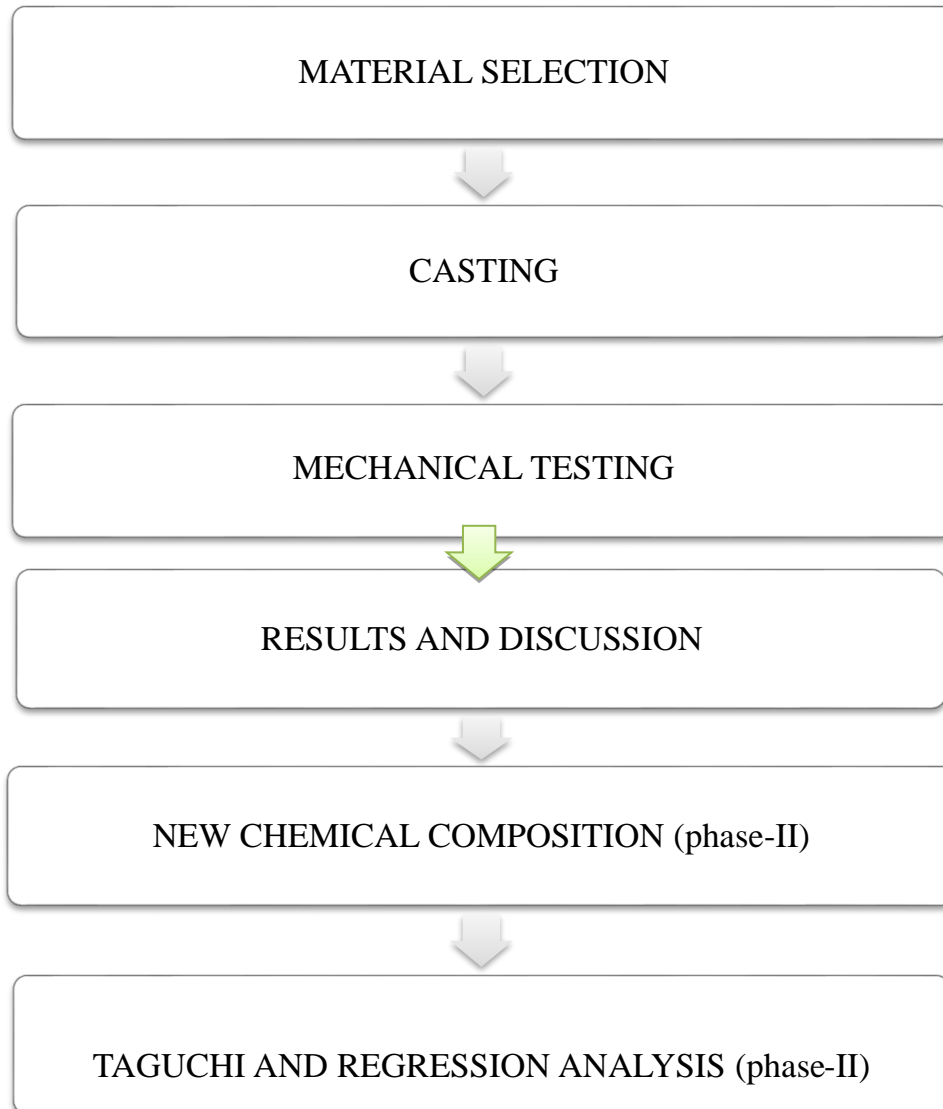 MATERIAL SELECTION
CASTING
MECHANICAL TESTING
RESULTS AND DISCUSSION
NEW CHEMICAL COMPOSITION (phase-II)
TAGUCHI AND REGRESSION ANALYSIS (phase-II)